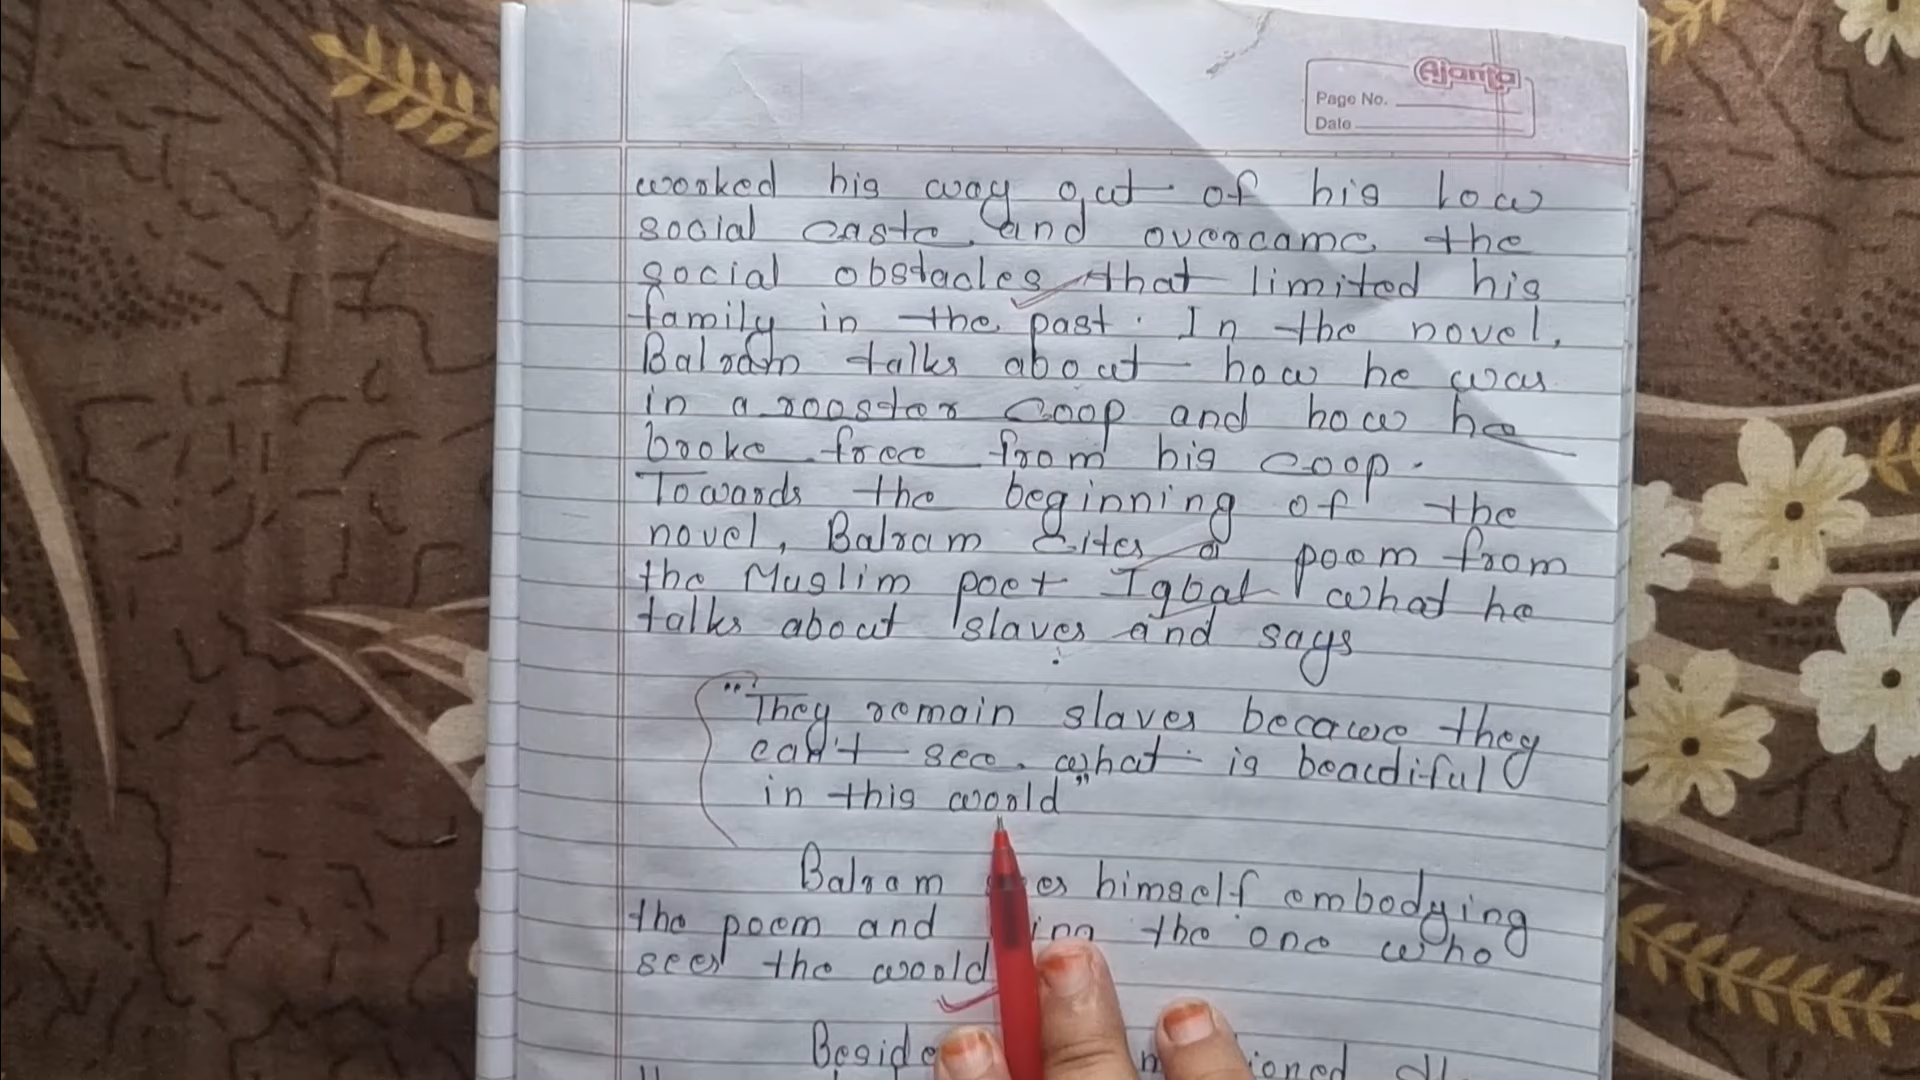 Ajanta
Page No.
Date
worked his way out of his low
social caste and overcame the
social obstacles that limited his
family in the past. In the novel,
Balram talks about how he was
in a rooster coop and how he
broke free from his coop.
Towards the beginning of the
novel, Balram cites a poem from
the Muslim poet Iqbal what he
talks about slaves and says
"They remain slaves because they
can't see what is beautiful
in this world"
Balram himself embodying
the poem and the one who
sees the world